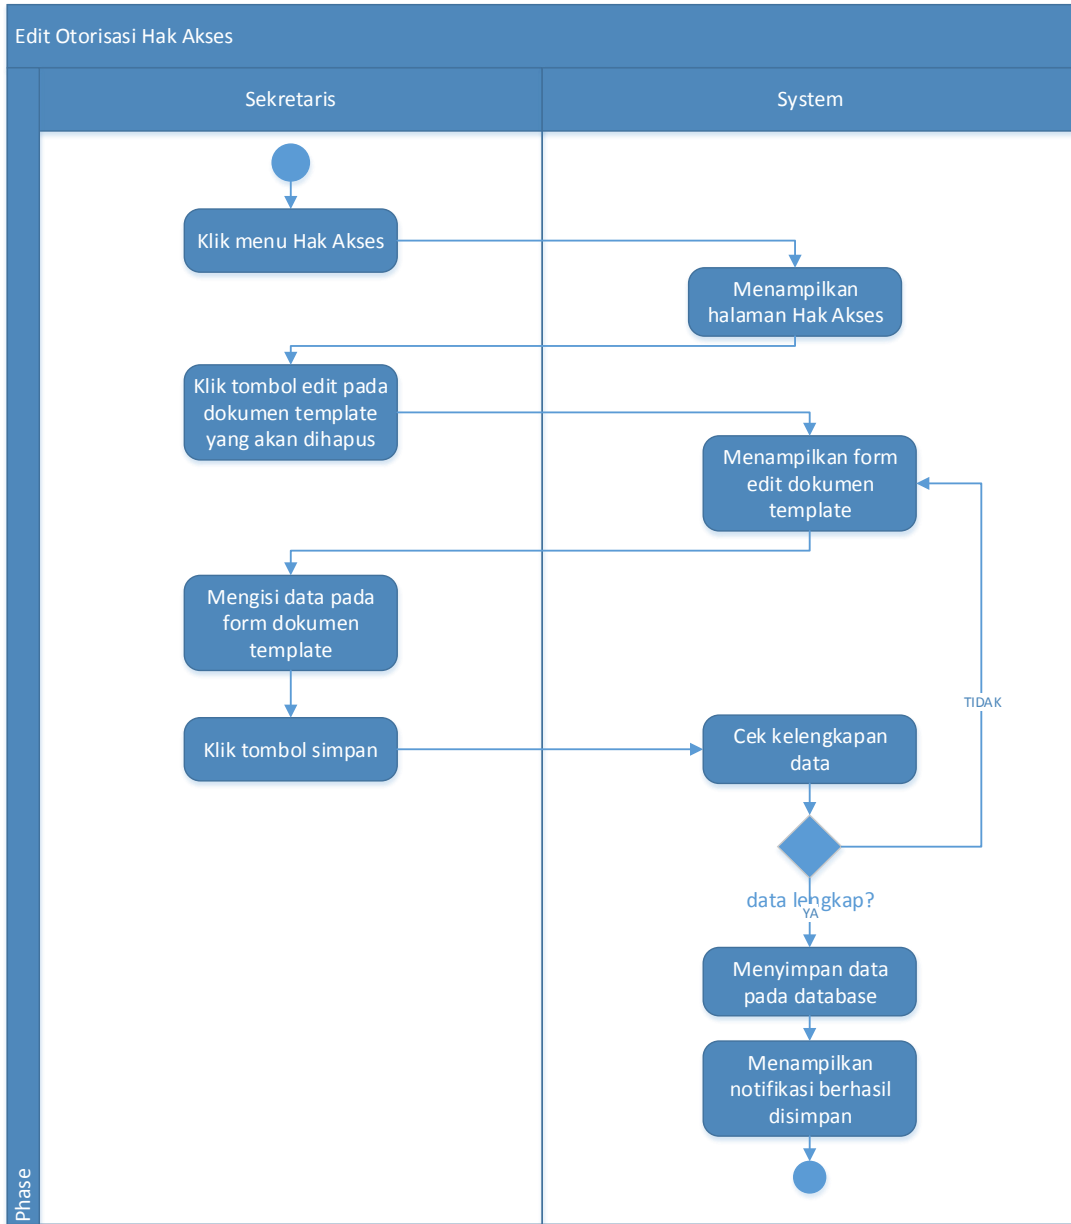 Edit Otorisasi Hak Akses
Sekretaris
System
Klik menu Hak Akses
Menampilkan
halaman Hak Akses
Klik tombol edit pada
dokumen template
yang akan dihapus
Menampilkan form
edit dokumen
template
Mengisi data pada
form dokumen
template
TIDAK
Klik tombol simpan
Cek kelengkapan
data
data lengkap?
YA
Menyimpan data
pada database
Menampilkan
notifikasi berhasil
disimpan
Phase